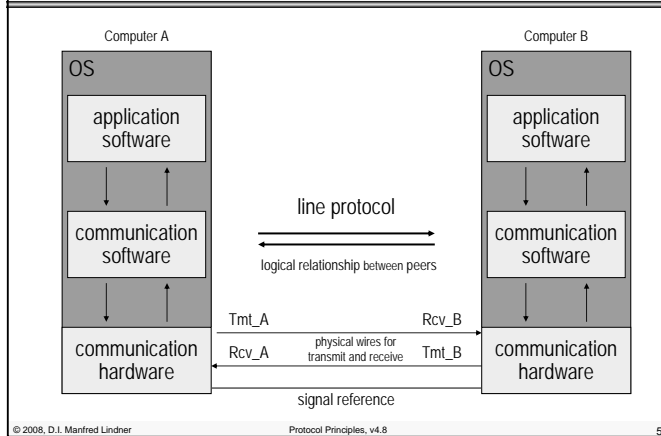 Computer A
Computer B
OS
OS
application
software
application
software
line protocol
communication
software
logical relationship between peers
communication
software
Tmt_A
Rcv_B
communication
hardware
physical wires for
transmit and receive
Rcv_A
Tmt_B
communication
hardware
signal reference
© 2008, D.I. Manfred Lindner
Protocol Principles, v4.8
5